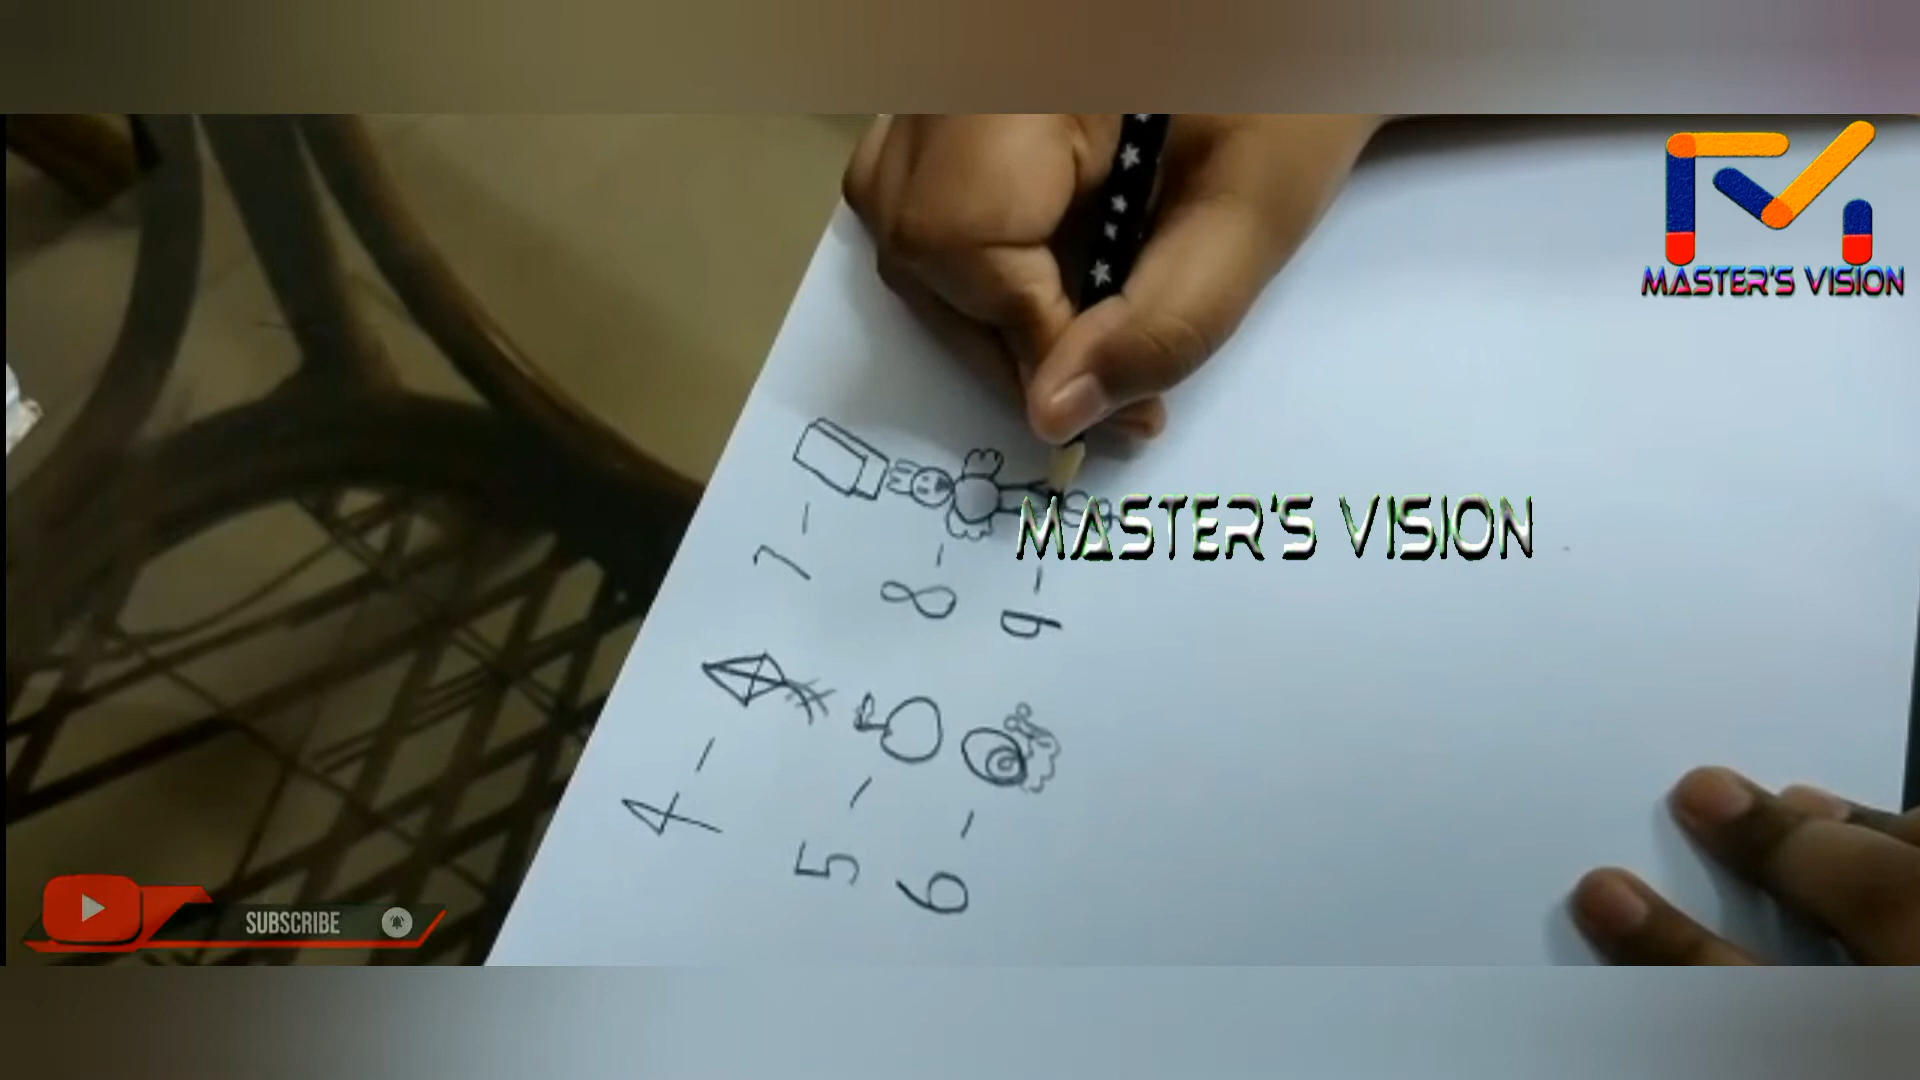 MASTER'S VISION
MASTER'S VISION
7 -
8 -
9 -
4 -
5 -
6 -
SUBSCRIBE